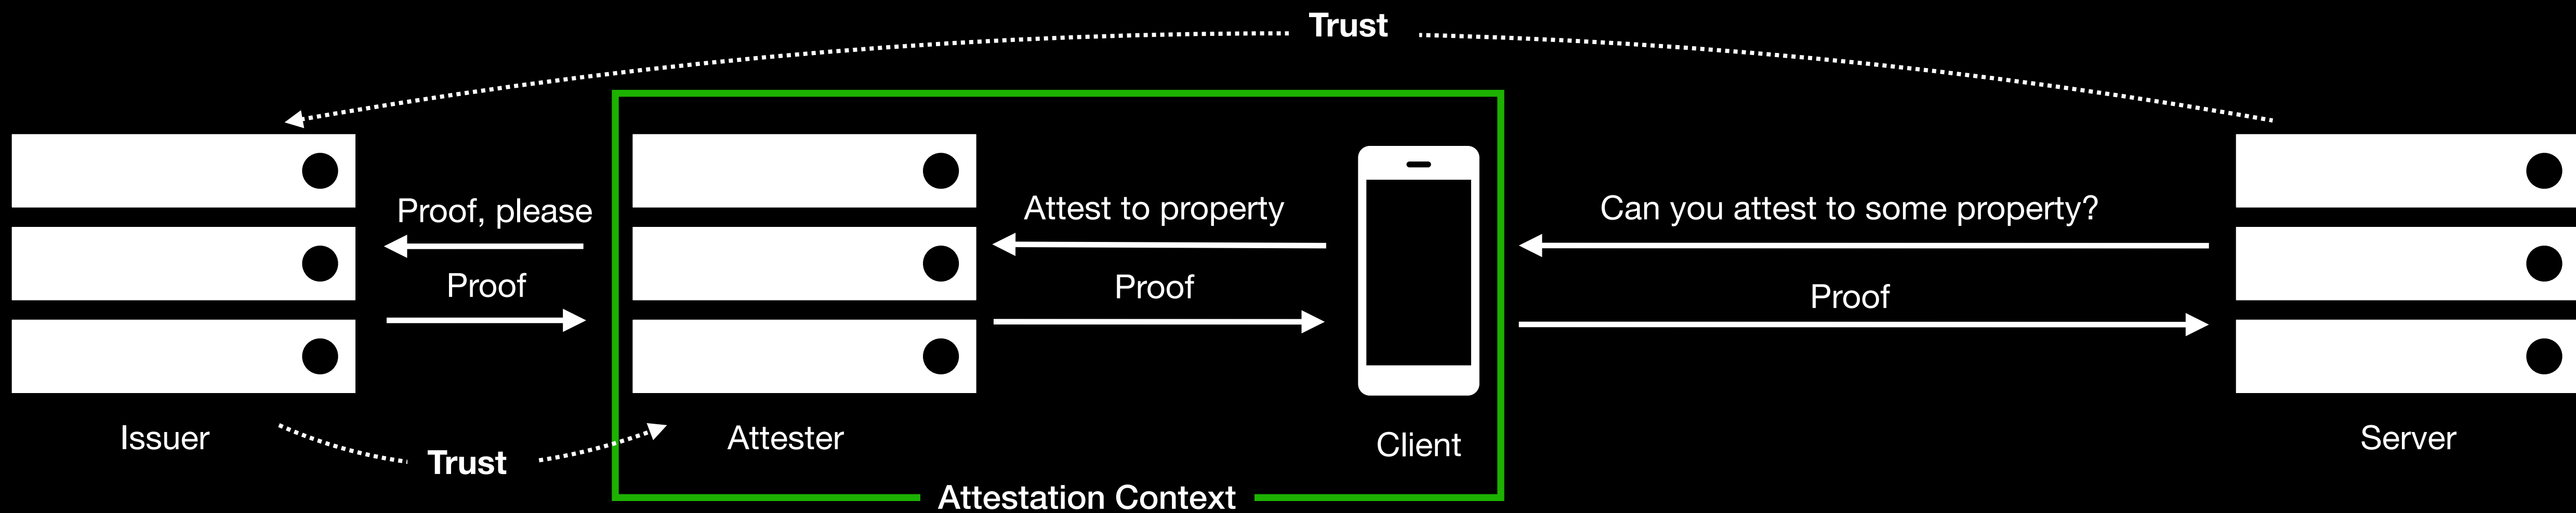 Trust
Proof, please
Proof
Attest to property
Proof
Can you attest to some property?
Proof
Issuer
Trust
Attester
Client
Server
Attestation Context